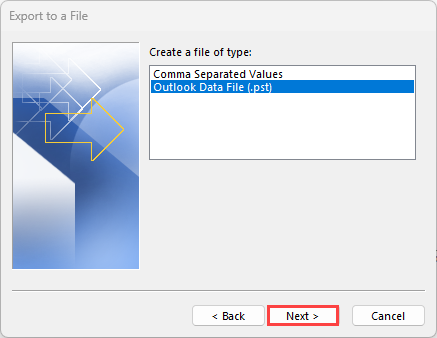 Export to a File
Create a file of type:
Comma Separated Values
Outlook Data File (.pst)
< Back
Next >
Cancel